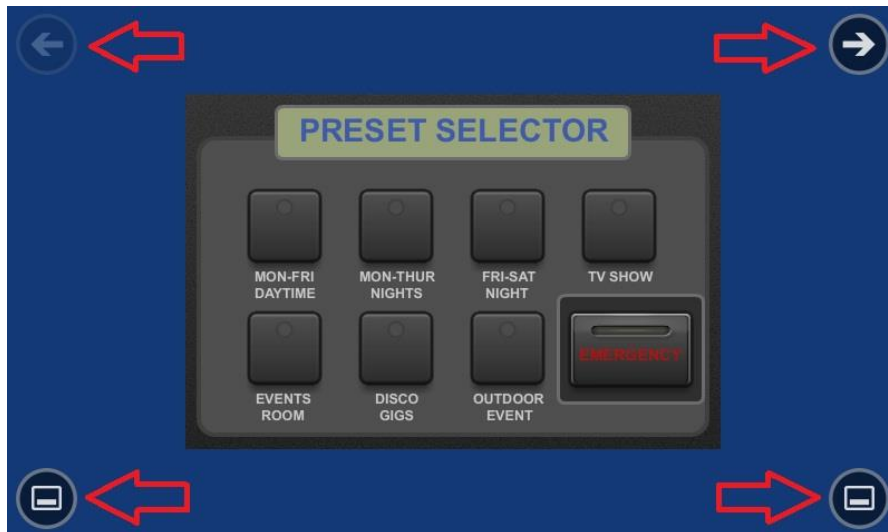 PRESET SELECTOR
MON-FRI
DAYTIME
MON-THUR
NIGHTS
FRI-SAT
NIGHT
TV SHOW
EVENTS
ROOM
DISCO
GIGS
OUTDOOR
EVENT
EMERGENCY